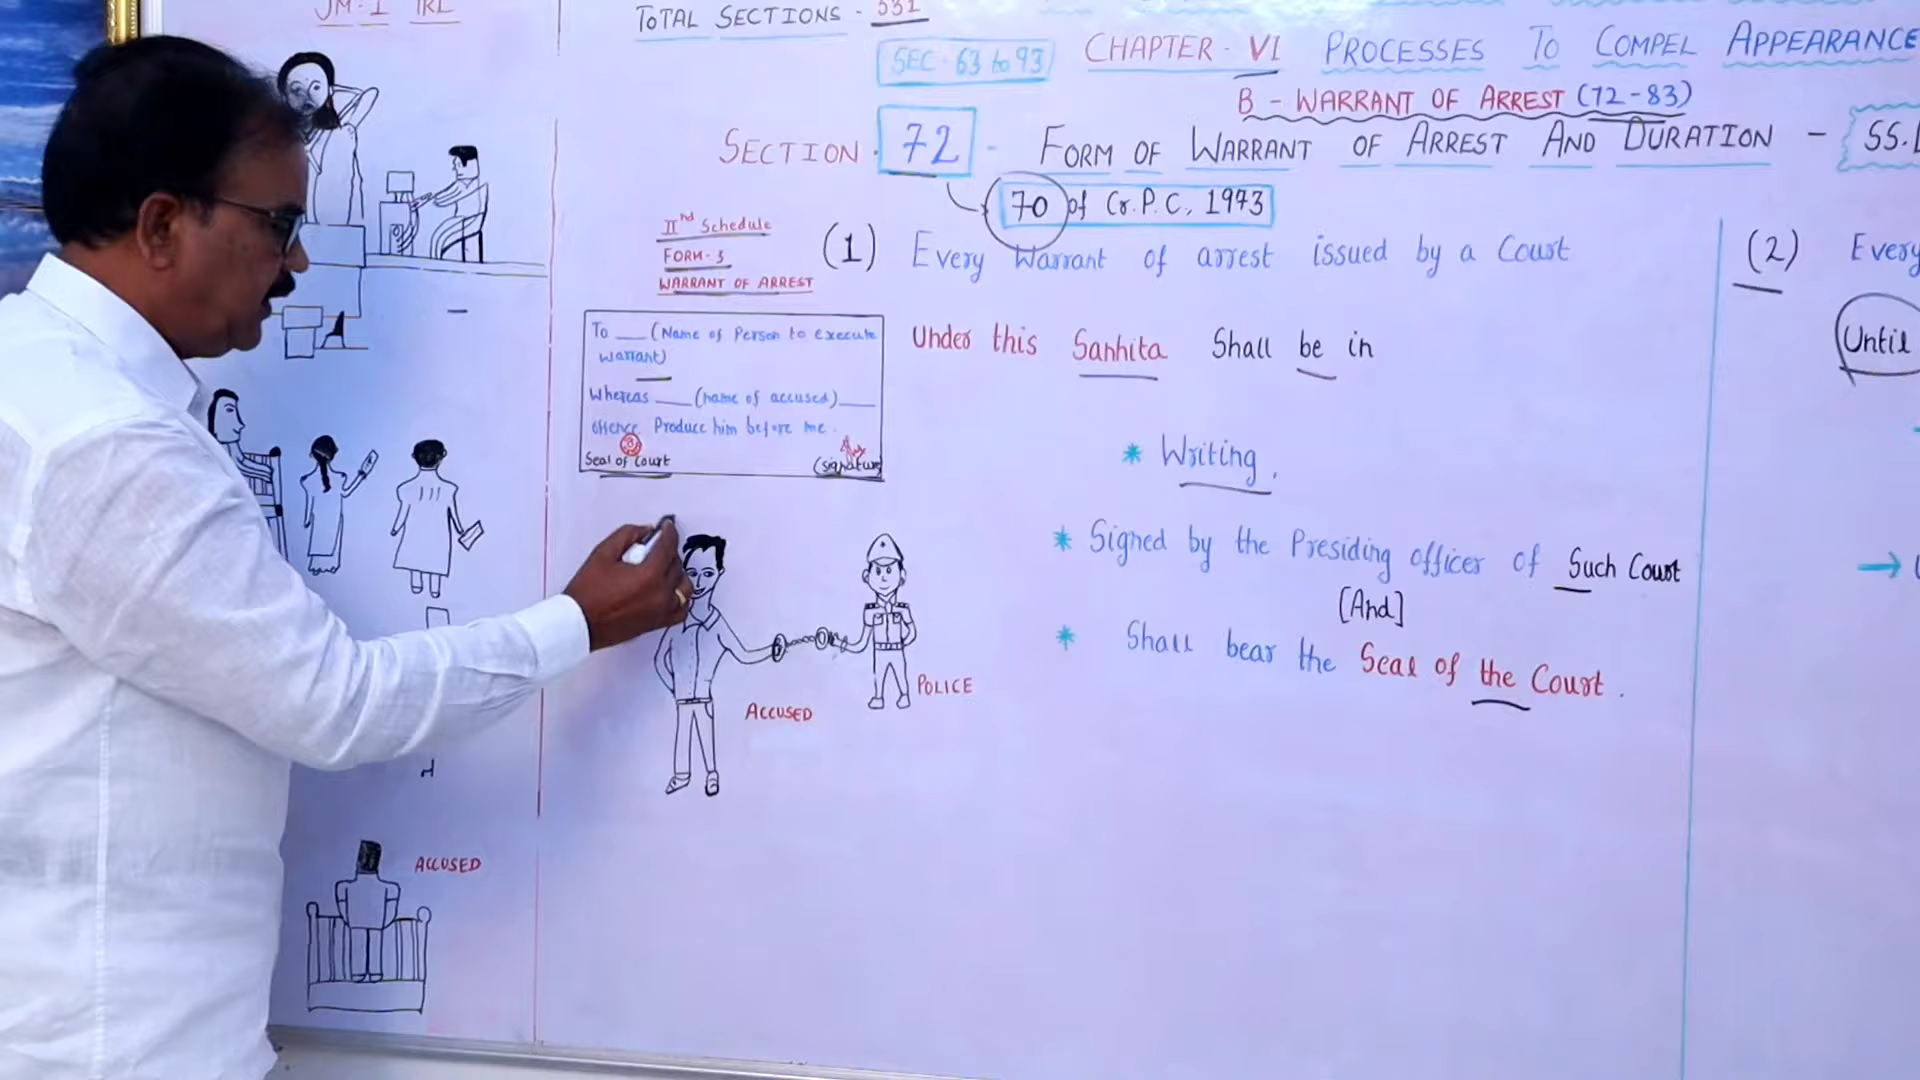 JM - I TRL
TOTAL SECTIONS - 531
SEC - 63 to 93
CHAPTER - VI PROCESSES TO COMPEL APPEARANCE
B - WARRANT OF ARREST (72-83)
SECTION - 72 - FORM OF WARRANT OF ARREST AND DURATION - SS.
70 of Cr.P.C., 1973
IInd Schedule
FORM - 3
WARRANT OF ARREST
To ___ (Name of Person to execute
warrant)
Whereas ___ (name of accused) ___
offence. Produce him before me.
Seal of Court
(signature
(1) Every Warrant of arrest issued by a Court
Under this Sanhita Shall be in
* Writing.
* Signed by the Presiding officer of Such Court
[And]
* Shall bear the Seal of the Court.
(2) Every
Until
ACCUSED
POLICE
ACCUSED